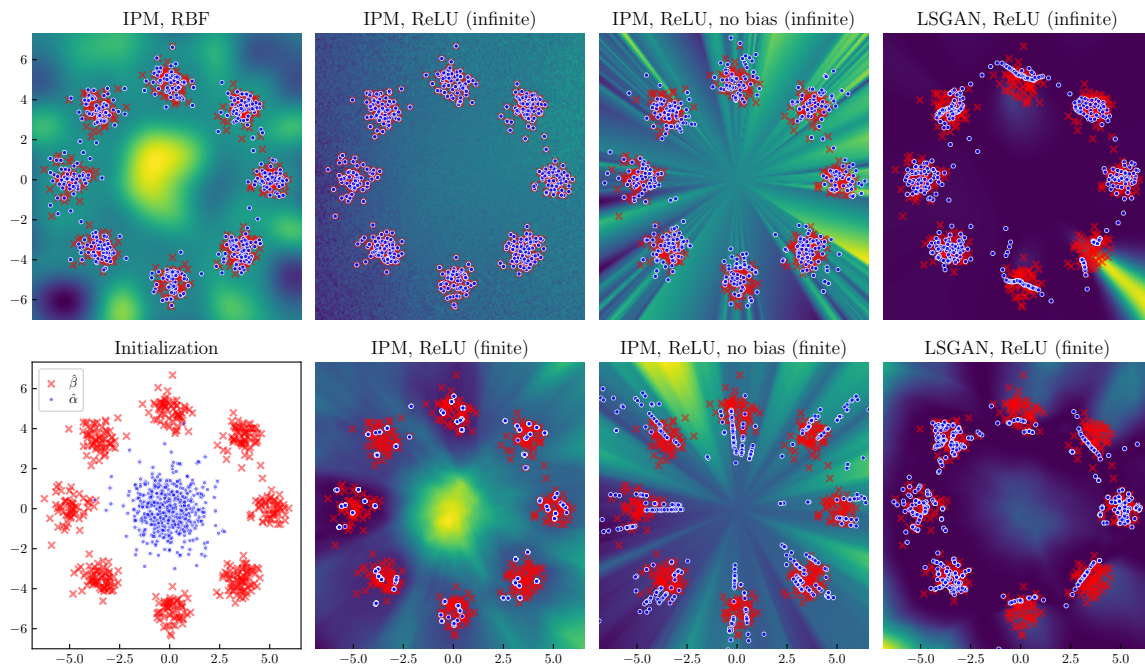 IPM, RBF
IPM, ReLU (infinite)
IPM, ReLU, no bias (infinite)
LSGAN, ReLU (infinite)
6
4
2
0
−2
−4
−6
Initialization
IPM, ReLU (finite)
IPM, ReLU, no bias (finite)
LSGAN, ReLU (finite)
6
4
2
0
−2
−4
−6
β̂
α̂
−5.0 −2.5 0.0 2.5 5.0
−5.0 −2.5 0.0 2.5 5.0
−5.0 −2.5 0.0 2.5 5.0
−5.0 −2.5 0.0 2.5 5.0